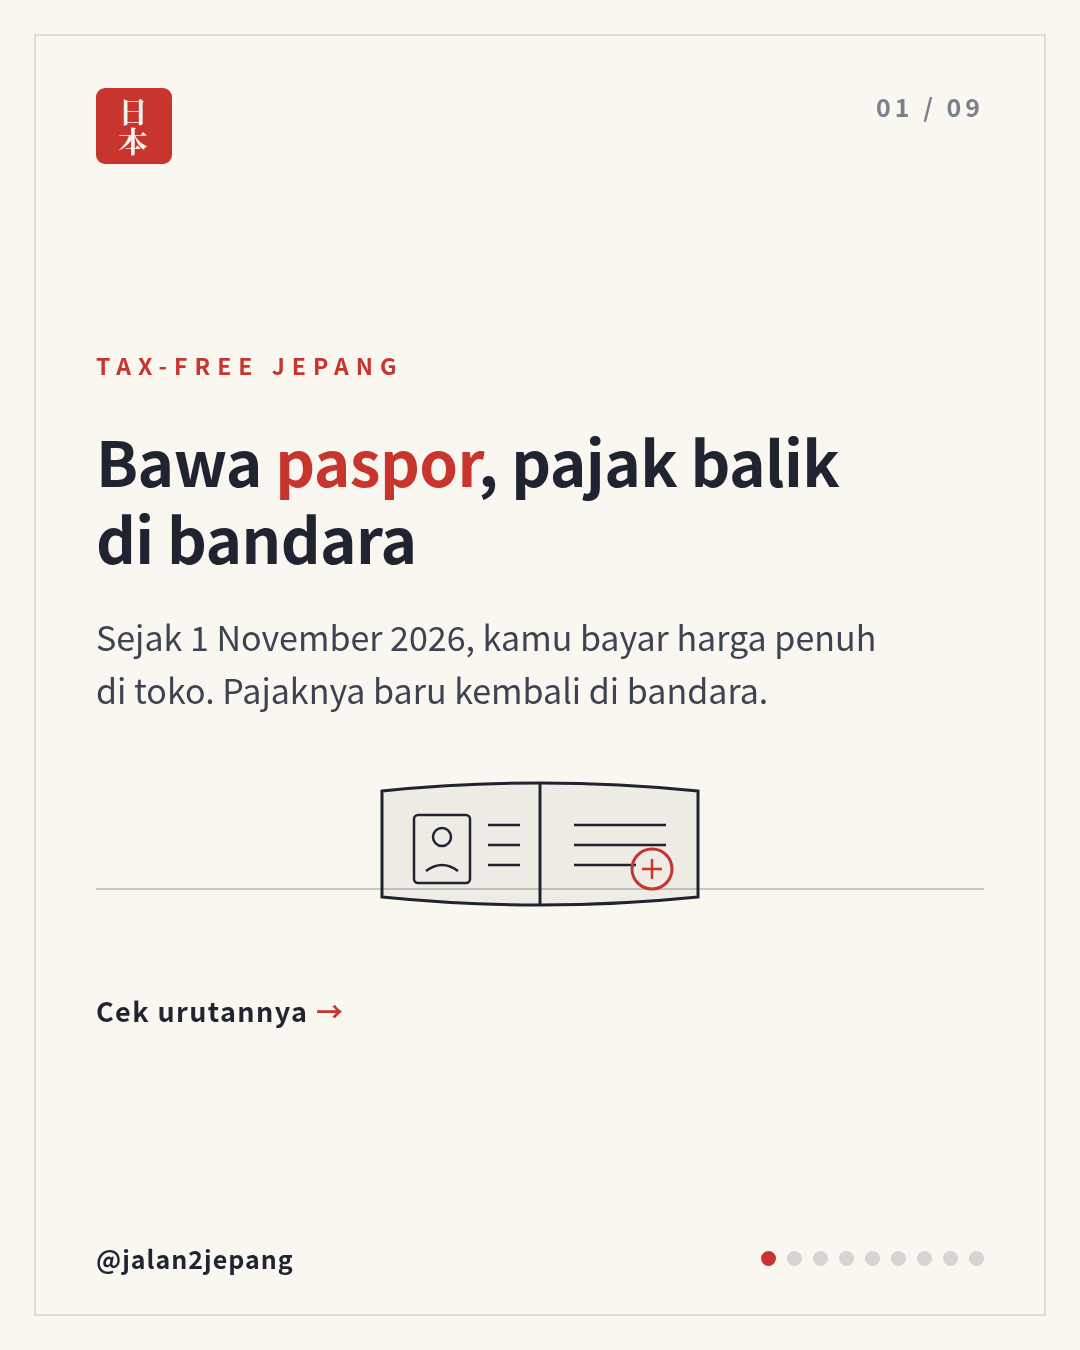 日本
01 / 09
TAX-FREE JEPANG
Bawa paspor, pajak balik
di bandara
Sejak 1 November 2026, kamu bayar harga penuh
di toko. Pajaknya baru kembali di bandara.
Cek urutannya →
@jalan2jepang